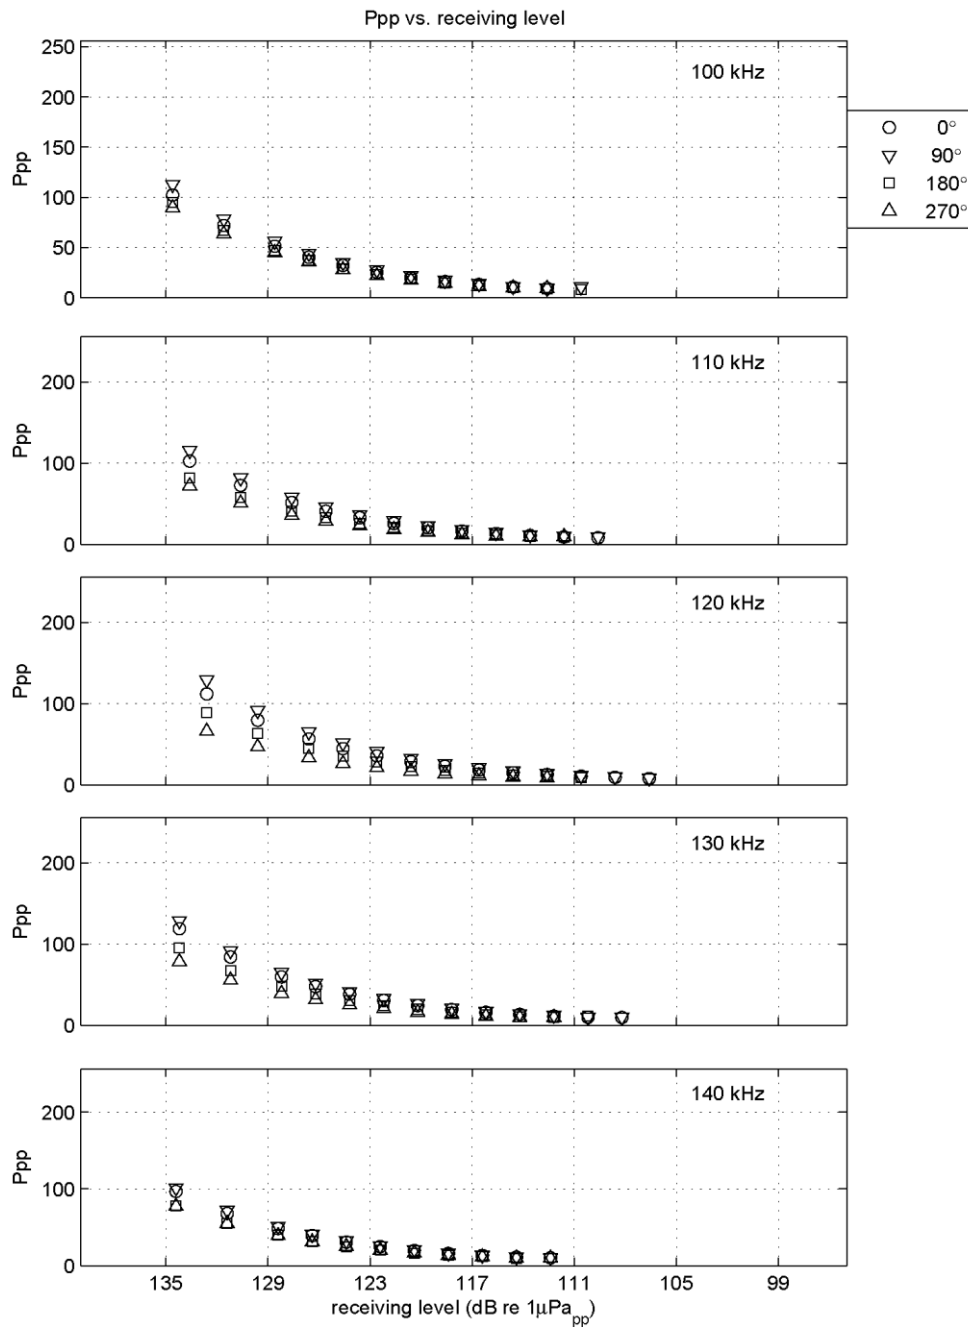 Ppp vs. receiving level
250
200
150
100
50
0
Ppp
100 kHz
0°
90°
180°
270°
200
100
0
Ppp
110 kHz
200
100
0
Ppp
120 kHz
200
100
0
Ppp
130 kHz
200
100
0
Ppp
140 kHz
135 129 123 117 111 105 99
receiving level (dB re 1μPa_pp)